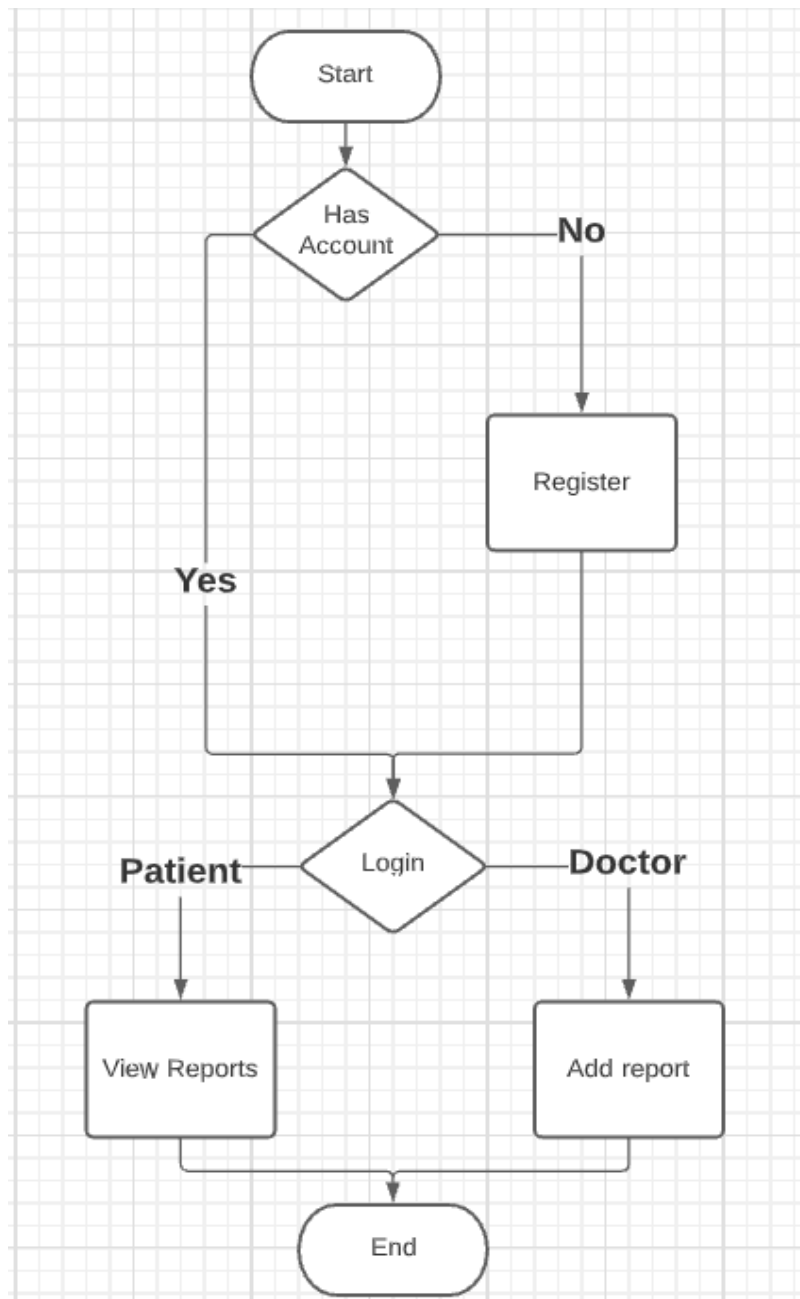 Start
Has
Account
No
Register
Yes
Login
Patient
Doctor
View Reports
Add report
End